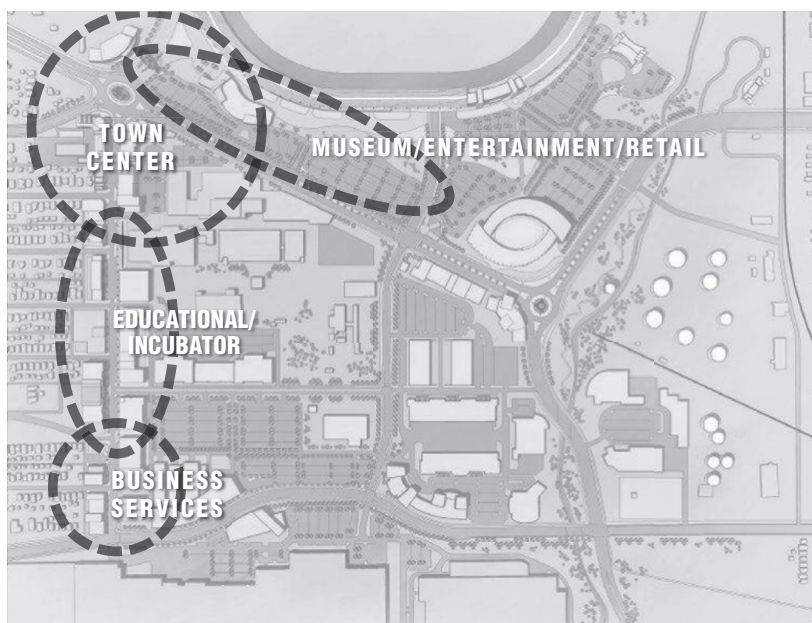 TOWN
CENTER
MUSEUM/ENTERTAINMENT/RETAIL
EDUCATIONAL/
INCUBATOR
BUSINESS
SERVICES